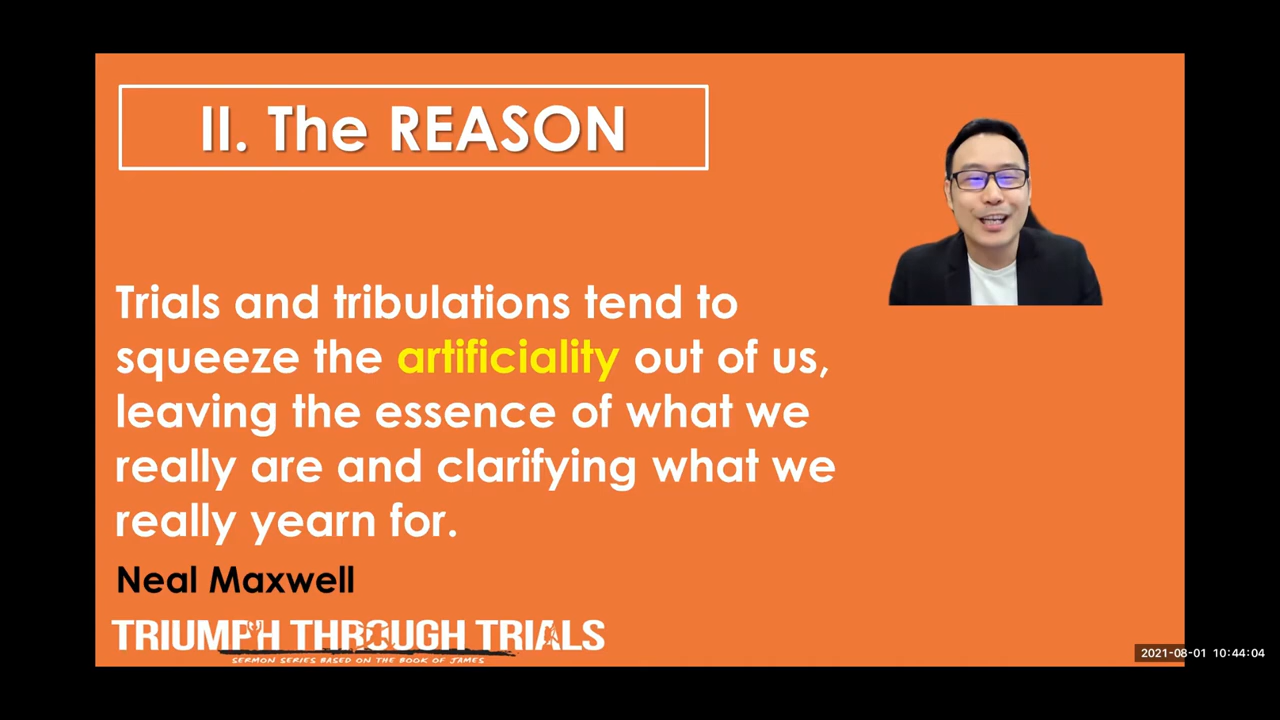 II. The REASON
Trials and tribulations tend to
squeeze the artificiality out of us,
leaving the essence of what we
really are and clarifying what we
really yearn for.
Neal Maxwell
TRIUMPH THROUGH TRIALS
SERMON SERIES BASED ON THE BOOK OF JAMES
2021-08-01 10:44:04